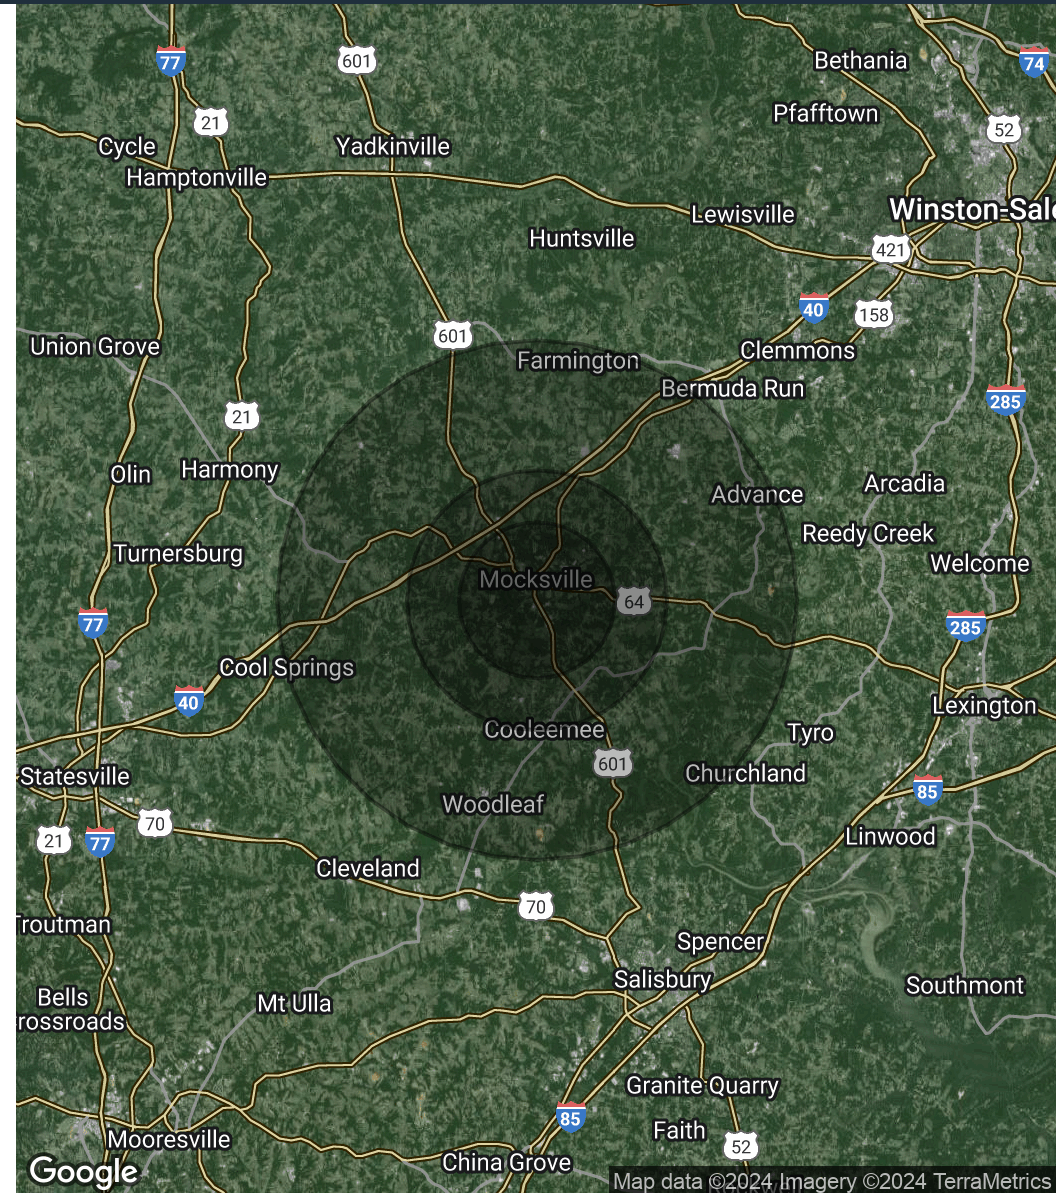 77
601
Bethania
74
Pfafftown
21
52
Cycle
Yadkinville
Hamptonville
Lewisville
Winston-Sale
Huntsville
421
40
158
601
Union Grove
Clemmons
Farmington
Bermuda Run
285
21
Olin
Harmony
Arcadia
Advance
Reedy Creek
Turnersburg
Welcome
Mocksville
64
77
285
Cool Springs
40
Lexington
Cooleemee
Tyro
601
Statesville
Churchland
85
Woodleaf
70
21
77
Linwood
Cleveland
70
Troutman
Spencer
Salisbury
Southmont
Bells
rossroads
Mt Ulla
Granite Quarry
85
Faith
Mooresville
52
China Grove
Google
Map data ©2024 Imagery ©2024 TerraMetrics